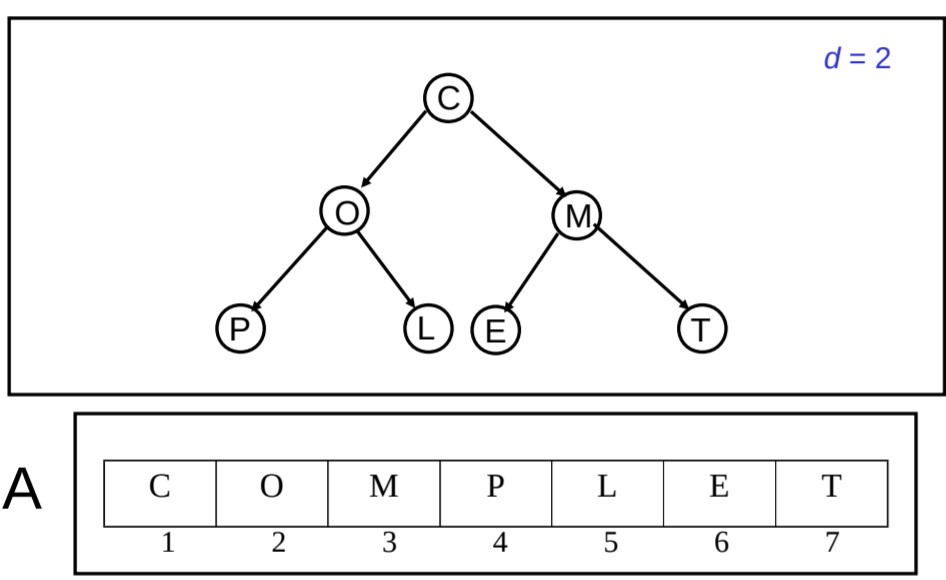 d = 2
C
O M
P L E T
A
C O M P L E T
1 2 3 4 5 6 7